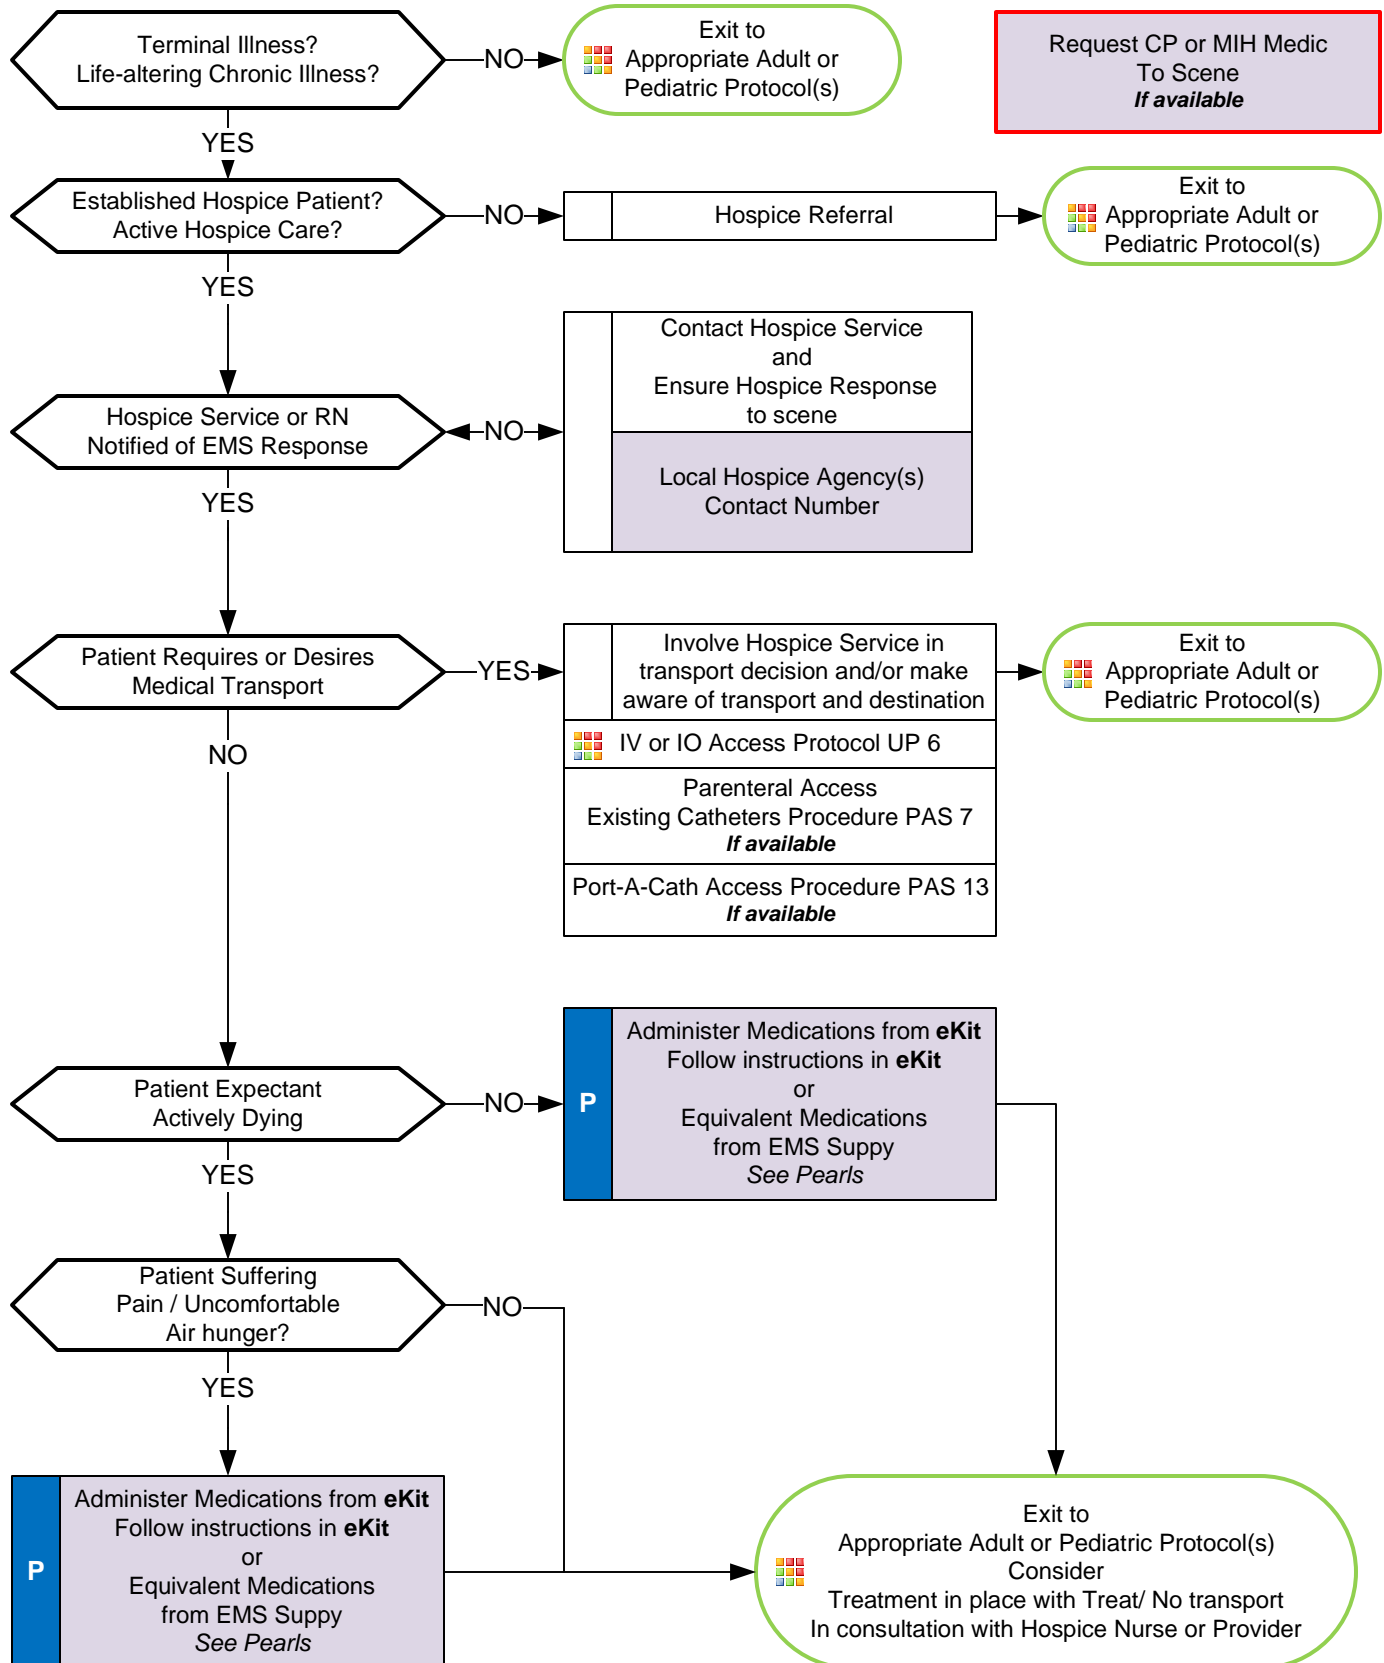 Terminal Illness?
Life-altering Chronic Illness?
NO
Exit to
Appropriate Adult or
Pediatric Protocol(s)
Request CP or MIH Medic
To Scene
If available
YES
Established Hospice Patient?
Active Hospice Care?
NO
Hospice Referral
Exit to
Appropriate Adult or
Pediatric Protocol(s)
YES
Hospice Service or RN
Notified of EMS Response
NO
Contact Hospice Service
and
Ensure Hospice Response
to scene
Local Hospice Agency(s)
Contact Number
YES
Patient Requires or Desires
Medical Transport
YES
Involve Hospice Service in
transport decision and/or make
aware of transport and destination
IV or IO Access Protocol UP 6
Parenteral Access
Existing Catheters Procedure PAS 7
If available
Port-A-Cath Access Procedure PAS 13
If available
Exit to
Appropriate Adult or
Pediatric Protocol(s)
NO
Patient Expectant
Actively Dying
NO
P
Administer Medications from eKit
Follow instructions in eKit
or
Equivalent Medications
from EMS Suppy
See Pearls
YES
Patient Suffering
Pain / Uncomfortable
Air hunger?
NO
YES
P
Administer Medications from eKit
Follow instructions in eKit
or
Equivalent Medications
from EMS Suppy
See Pearls
Exit to
Appropriate Adult or Pediatric Protocol(s)
Consider
Treatment in place with Treat/ No transport
In consultation with Hospice Nurse or Provider